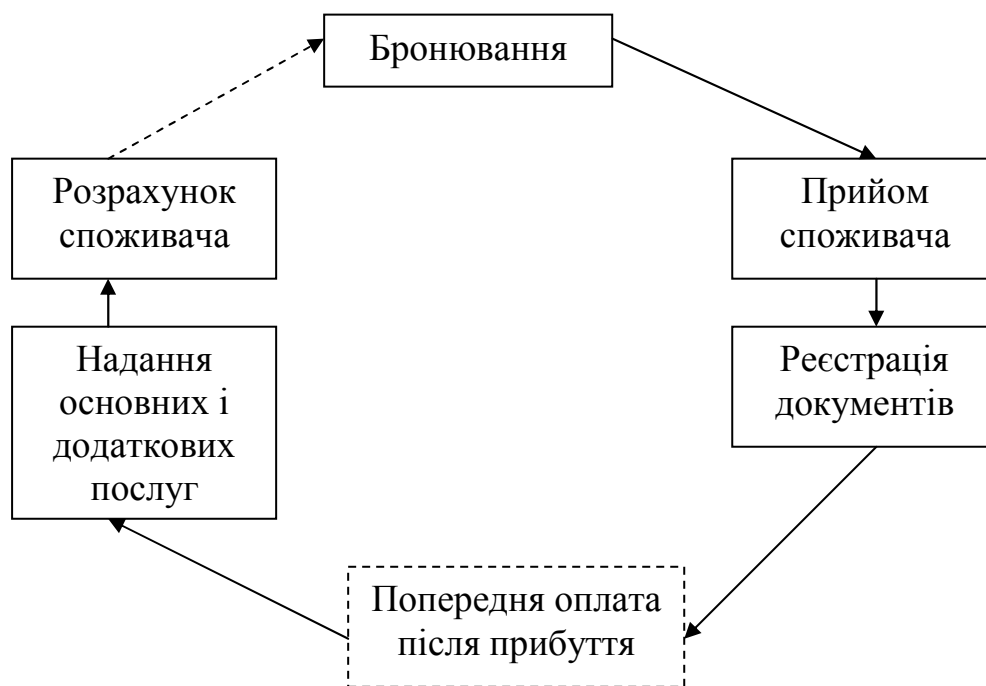 Бронювання
Прийом
споживача
Реєстрація
документів
Попередня оплата
після прибуття
Надання
основних і
додаткових
послуг
Розрахунок
споживача